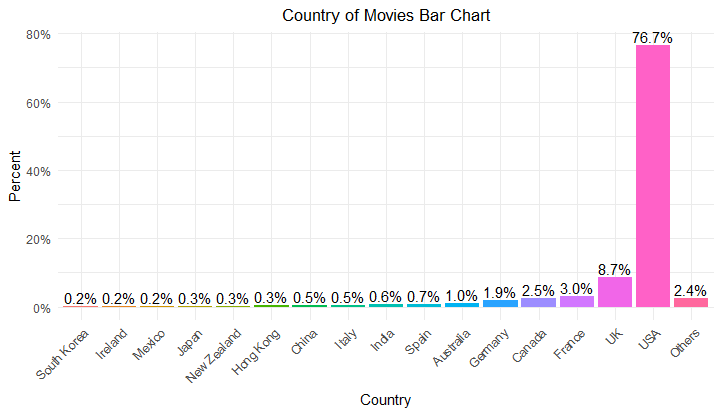 Country of Movies Bar Chart
80%
60%
40%
20%
0%
Percent
0.2%
0.2%
0.2%
0.3%
0.3%
0.3%
0.5%
0.5%
0.6%
0.7%
1.0%
1.9%
2.5%
3.0%
8.7%
76.7%
2.4%
South Korea
Ireland
Mexico
Japan
New Zealand
Hong Kong
China
Italy
India
Spain
Australia
Germany
Canada
France
UK
USA
Others
Country